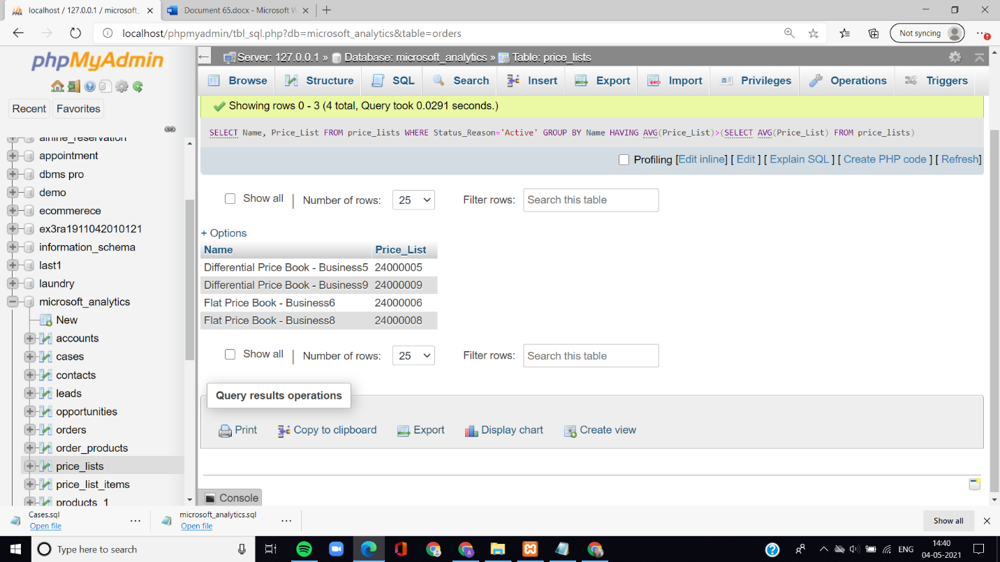 localhost / 127.0.0.1 / microsoft_
Document 65.docx - Microsoft W
localhost/phpmyadmin/tbl_sql.php?db=microsoft_analytics&table=orders
Not syncing
phpMyAdmin
Recent
Favorites
airline_reservation
appointment
dbms pro
demo
ecommerece
ex3ra1911042010121
information_schema
last1
laundry
microsoft_analytics
New
accounts
cases
contacts
leads
opportunities
orders
order_products
price_lists
price_list_items
products_1
Server: 127.0.0.1 » Database: microsoft_analytics » Table: price_lists
Browse Structure SQL Search Insert Export Import Privileges Operations Triggers
Showing rows 0 - 3 (4 total, Query took 0.0291 seconds.)
SELECT Name, Price_List FROM price_lists WHERE Status_Reason='Active' GROUP BY Name HAVING AVG(Price_List)>(SELECT AVG(Price_List) FROM price_lists)
Profiling [Edit inline] [ Edit ] [ Explain SQL ] [ Create PHP code ] [ Refresh]
Show all | Number of rows: 25 Filter rows: Search this table
+ Options
Name Price_List
Differential Price Book - Business5 24000005
Differential Price Book - Business9 24000009
Flat Price Book - Business6 24000006
Flat Price Book - Business8 24000008
Show all | Number of rows: 25 Filter rows: Search this table
Query results operations
Print Copy to clipboard Export Display chart Create view
Console
Cases.sql
Open file
microsoft_analytics.sql
Open file
Show all
Type here to search
ENG
14:40
04-05-2021